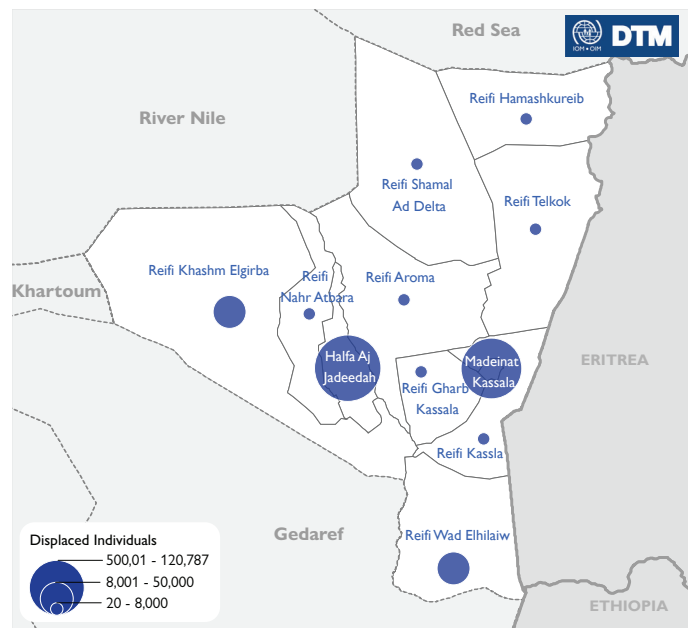 Red Sea
IOM • OIM
DTM
River Nile
Reifi Hamashkureib
Reifi Shamal
Ad Delta
Reifi Telkok
Reifi Khashm Elgirba
Reifi
Nahr Atbara
Reifi Aroma
Khartoum
Halfa Aj
Jadeedah
Madeinat
Kassala
ERITREA
Reifi Gharb
Kassala
Reifi Kassla
Gedaref
Reifi Wad Elhilaiw
Displaced Individuals
500,01 - 120,787
8,001 - 50,000
20 - 8,000
ETHIOPIA